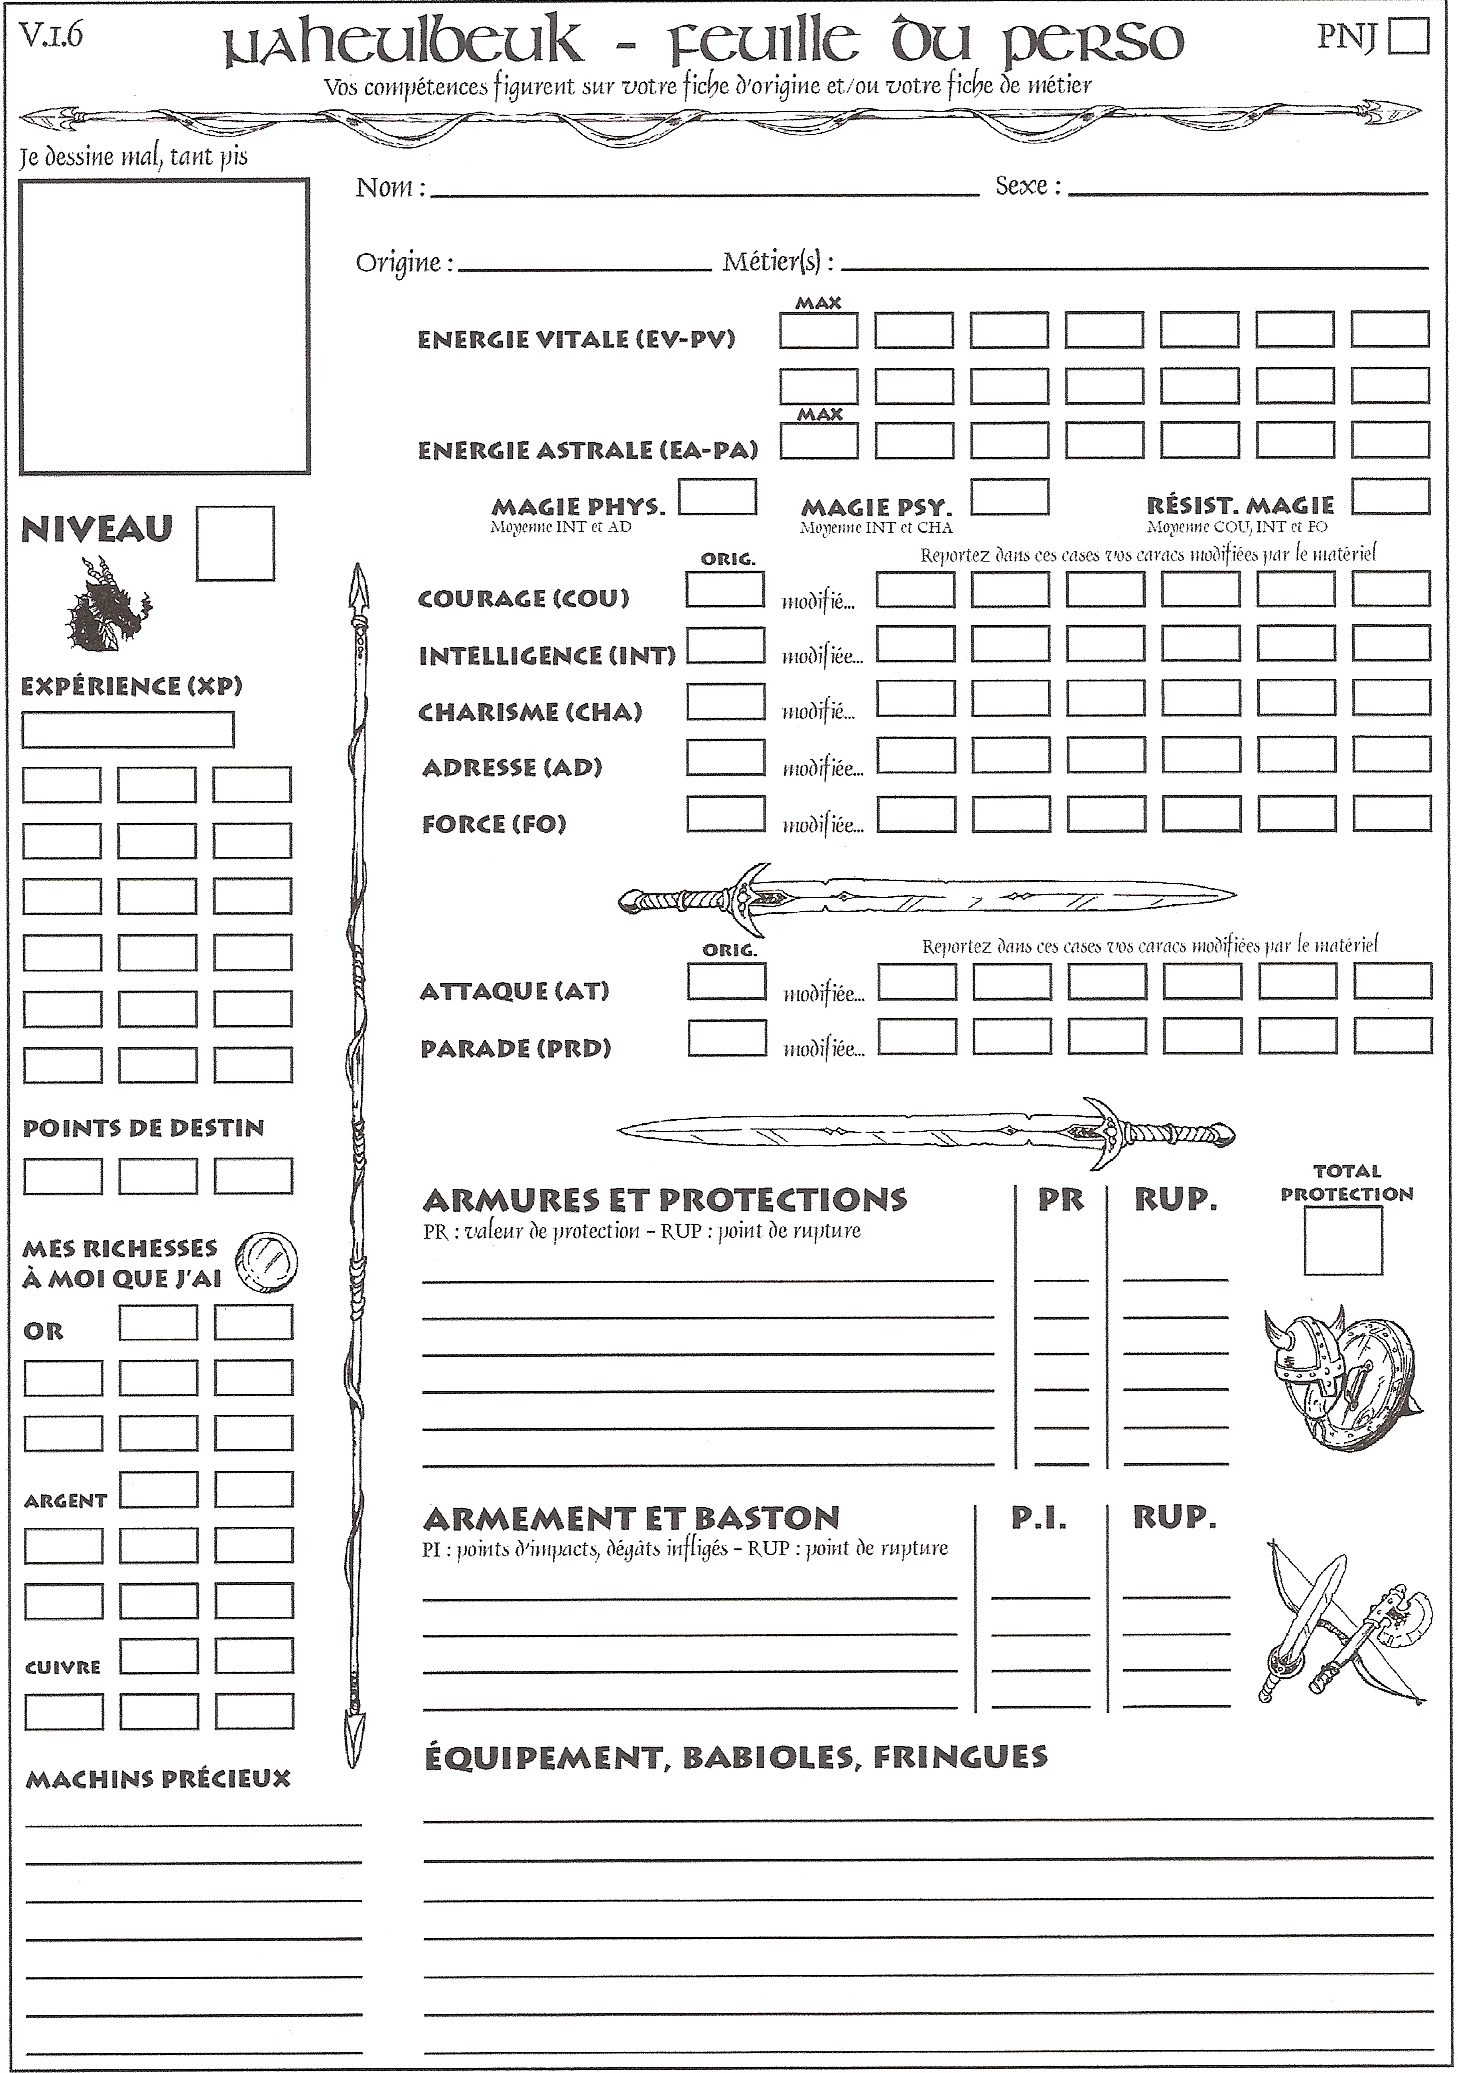 V.1.6
Naheulbeuk - Feuille du perso
PNJ
Vos compétences figurent sur votre fiche d'origine et/ou votre fiche de métier
Je dessine mal, tant pis
Nom :
Sexe :
Origine :
Métier(s) :
MAX
ENERGIE VITALE (EV-PV)
MAX
ENERGIE ASTRALE (EA-PA)
MAGIE PHYS.
Moyenne INT et AD
MAGIE PSY.
Moyenne INT et CHA
RÉSIST. MAGIE
Moyenne COU, INT et FO
NIVEAU
ORIG.
Reportez dans ces cases vos caracs modifiées par le matériel
COURAGE (COU)
modifié...
INTELLIGENCE (INT)
modifiée...
CHARISME (CHA)
modifié...
ADRESSE (AD)
modifiée...
FORCE (FO)
modifiée...
EXPÉRIENCE (XP)
ORIG.
Reportez dans ces cases vos caracs modifiées par le matériel
ATTAQUE (AT)
modifiée...
PARADE (PRD)
modifiée...
POINTS DE DESTIN
MES RICHESSES
À MOI QUE J'AI
OR
ARGENT
CUIVRE
MACHINS PRÉCIEUX
ARMURES ET PROTECTIONS
PR
RUP.
PR : valeur de protection – RUP : point de rupture
TOTAL
PROTECTION
ARMEMENT ET BASTON
P.I.
RUP.
PI : points d'impacts, dégâts infligés – RUP : point de rupture
ÉQUIPEMENT, BABIOLES, FRINGUES